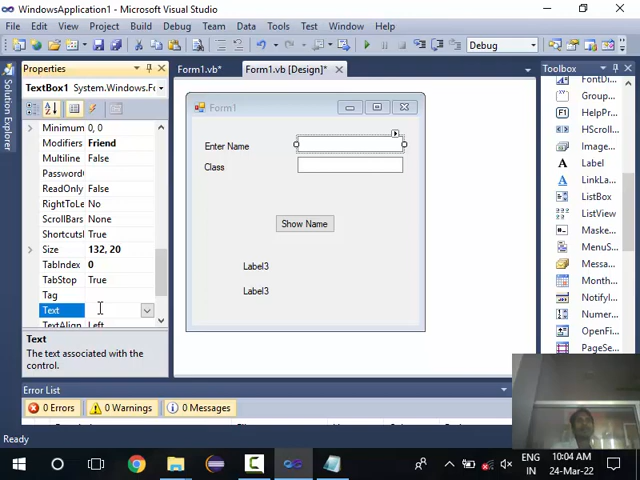 WindowsApplication1 - Microsoft Visual Studio
File Edit View Project Build Debug Team Data Tools Test Window Help
Debug
Solution Explorer
Properties
TextBox1 System.Windows.Fo
Minimum 0, 0
Modifiers Friend
Multiline False
Password
ReadOnly False
RightToLe No
ScrollBars None
Shortcuts True
Size 132, 20
TabIndex 0
TabStop True
Tag
Text
TextAlign Left
Text
The text associated with the
control.
Form1.vb* Form1.vb [Design]*
Form1
Enter Name
Class
Show Name
Label3
Label3
Toolbox
FontDi
Group...
HelpPr
HScroll...
Image...
Label
LinkLa
ListBox
ListView
Maske
MenuS
Month
Notify
Numer
OpenFi
PageSe
Error List
0 Errors 0 Warnings 0 Messages
Ready
ENG 10:04 AM
IN 24-Mar-22